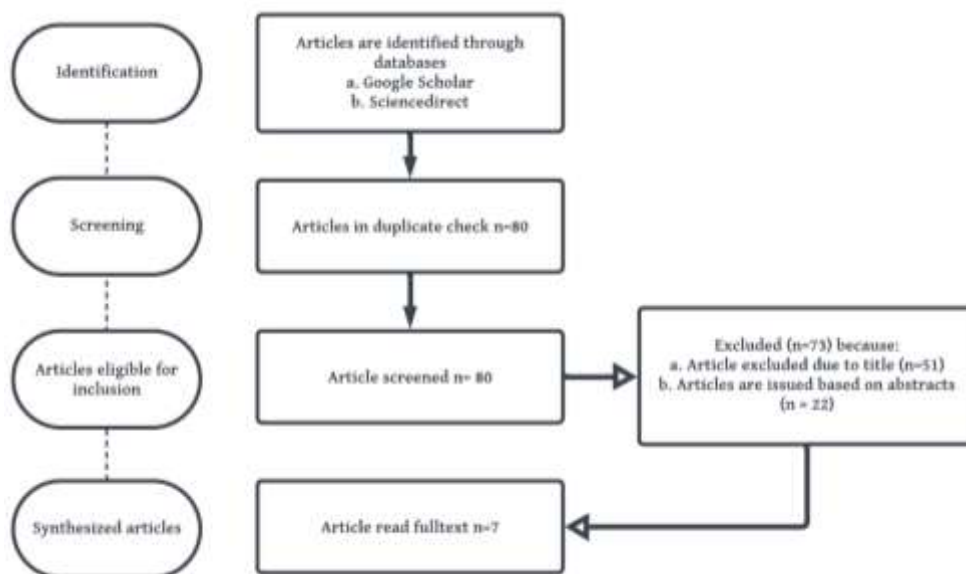 Identification
Articles are identified through
databases
a. Google Scholar
b. Sciencedirect
Screening
Articles in duplicate check n=80
Articles eligible for
inclusion
Article screened n= 80
Excluded (n=73) because:
a. Article excluded due to title (n=51)
b. Articles are issued based on abstracts
(n = 22)
Synthesized articles
Article read fulltext n=7